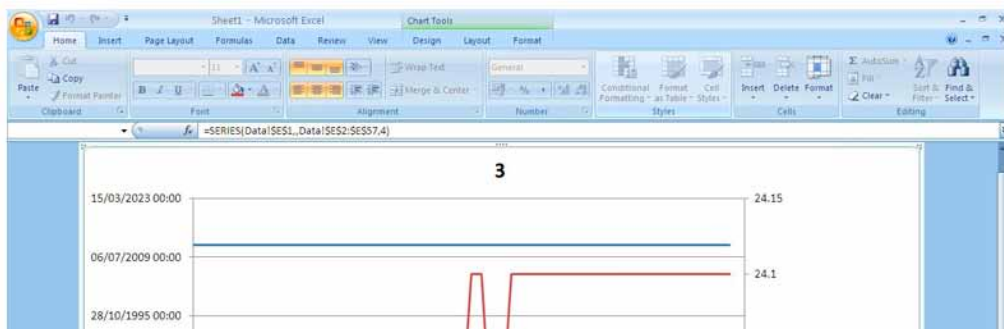 Sheet1 - Microsoft Excel
Chart Tools
Home Insert Page Layout Formulas Data Review View Design Layout Format
Paste
Cut
Copy
Format Painter
Clipboard
11
B I U
Font
Wrap Text
Merge & Center
Alignment
General
Number
Conditional Formatting
Format as Table
Cell Styles
Styles
Insert Delete Format
Cells
Σ AutoSum
Fill
Clear
Sort & Filter
Find & Select
Editing
fx =SERIES(Data!$E$1,,Data!$E$2:$E$57,4)
3
15/03/2023 00:00 24.15
06/07/2009 00:00 24.1
28/10/1995 00:00